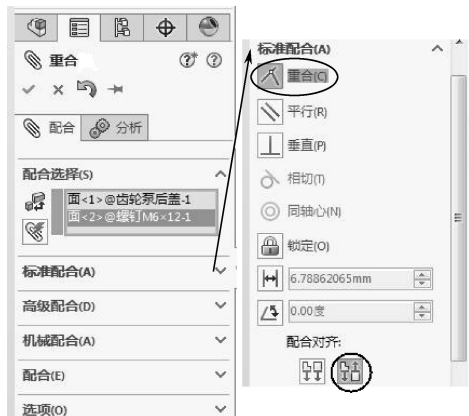 重合
配合
分析
配合选择(S)
面<1>@齿轮泵后盖-1
面<2>@螺钉M6×12-1
标准配合(A)
高级配合(D)
机械配合(A)
配合(E)
选项(O)
标准配合(A)
重合(C)
平行(R)
垂直(P)
相切(T)
同轴心(N)
锁定(O)
6.78862065mm
0.00度
配合对齐: